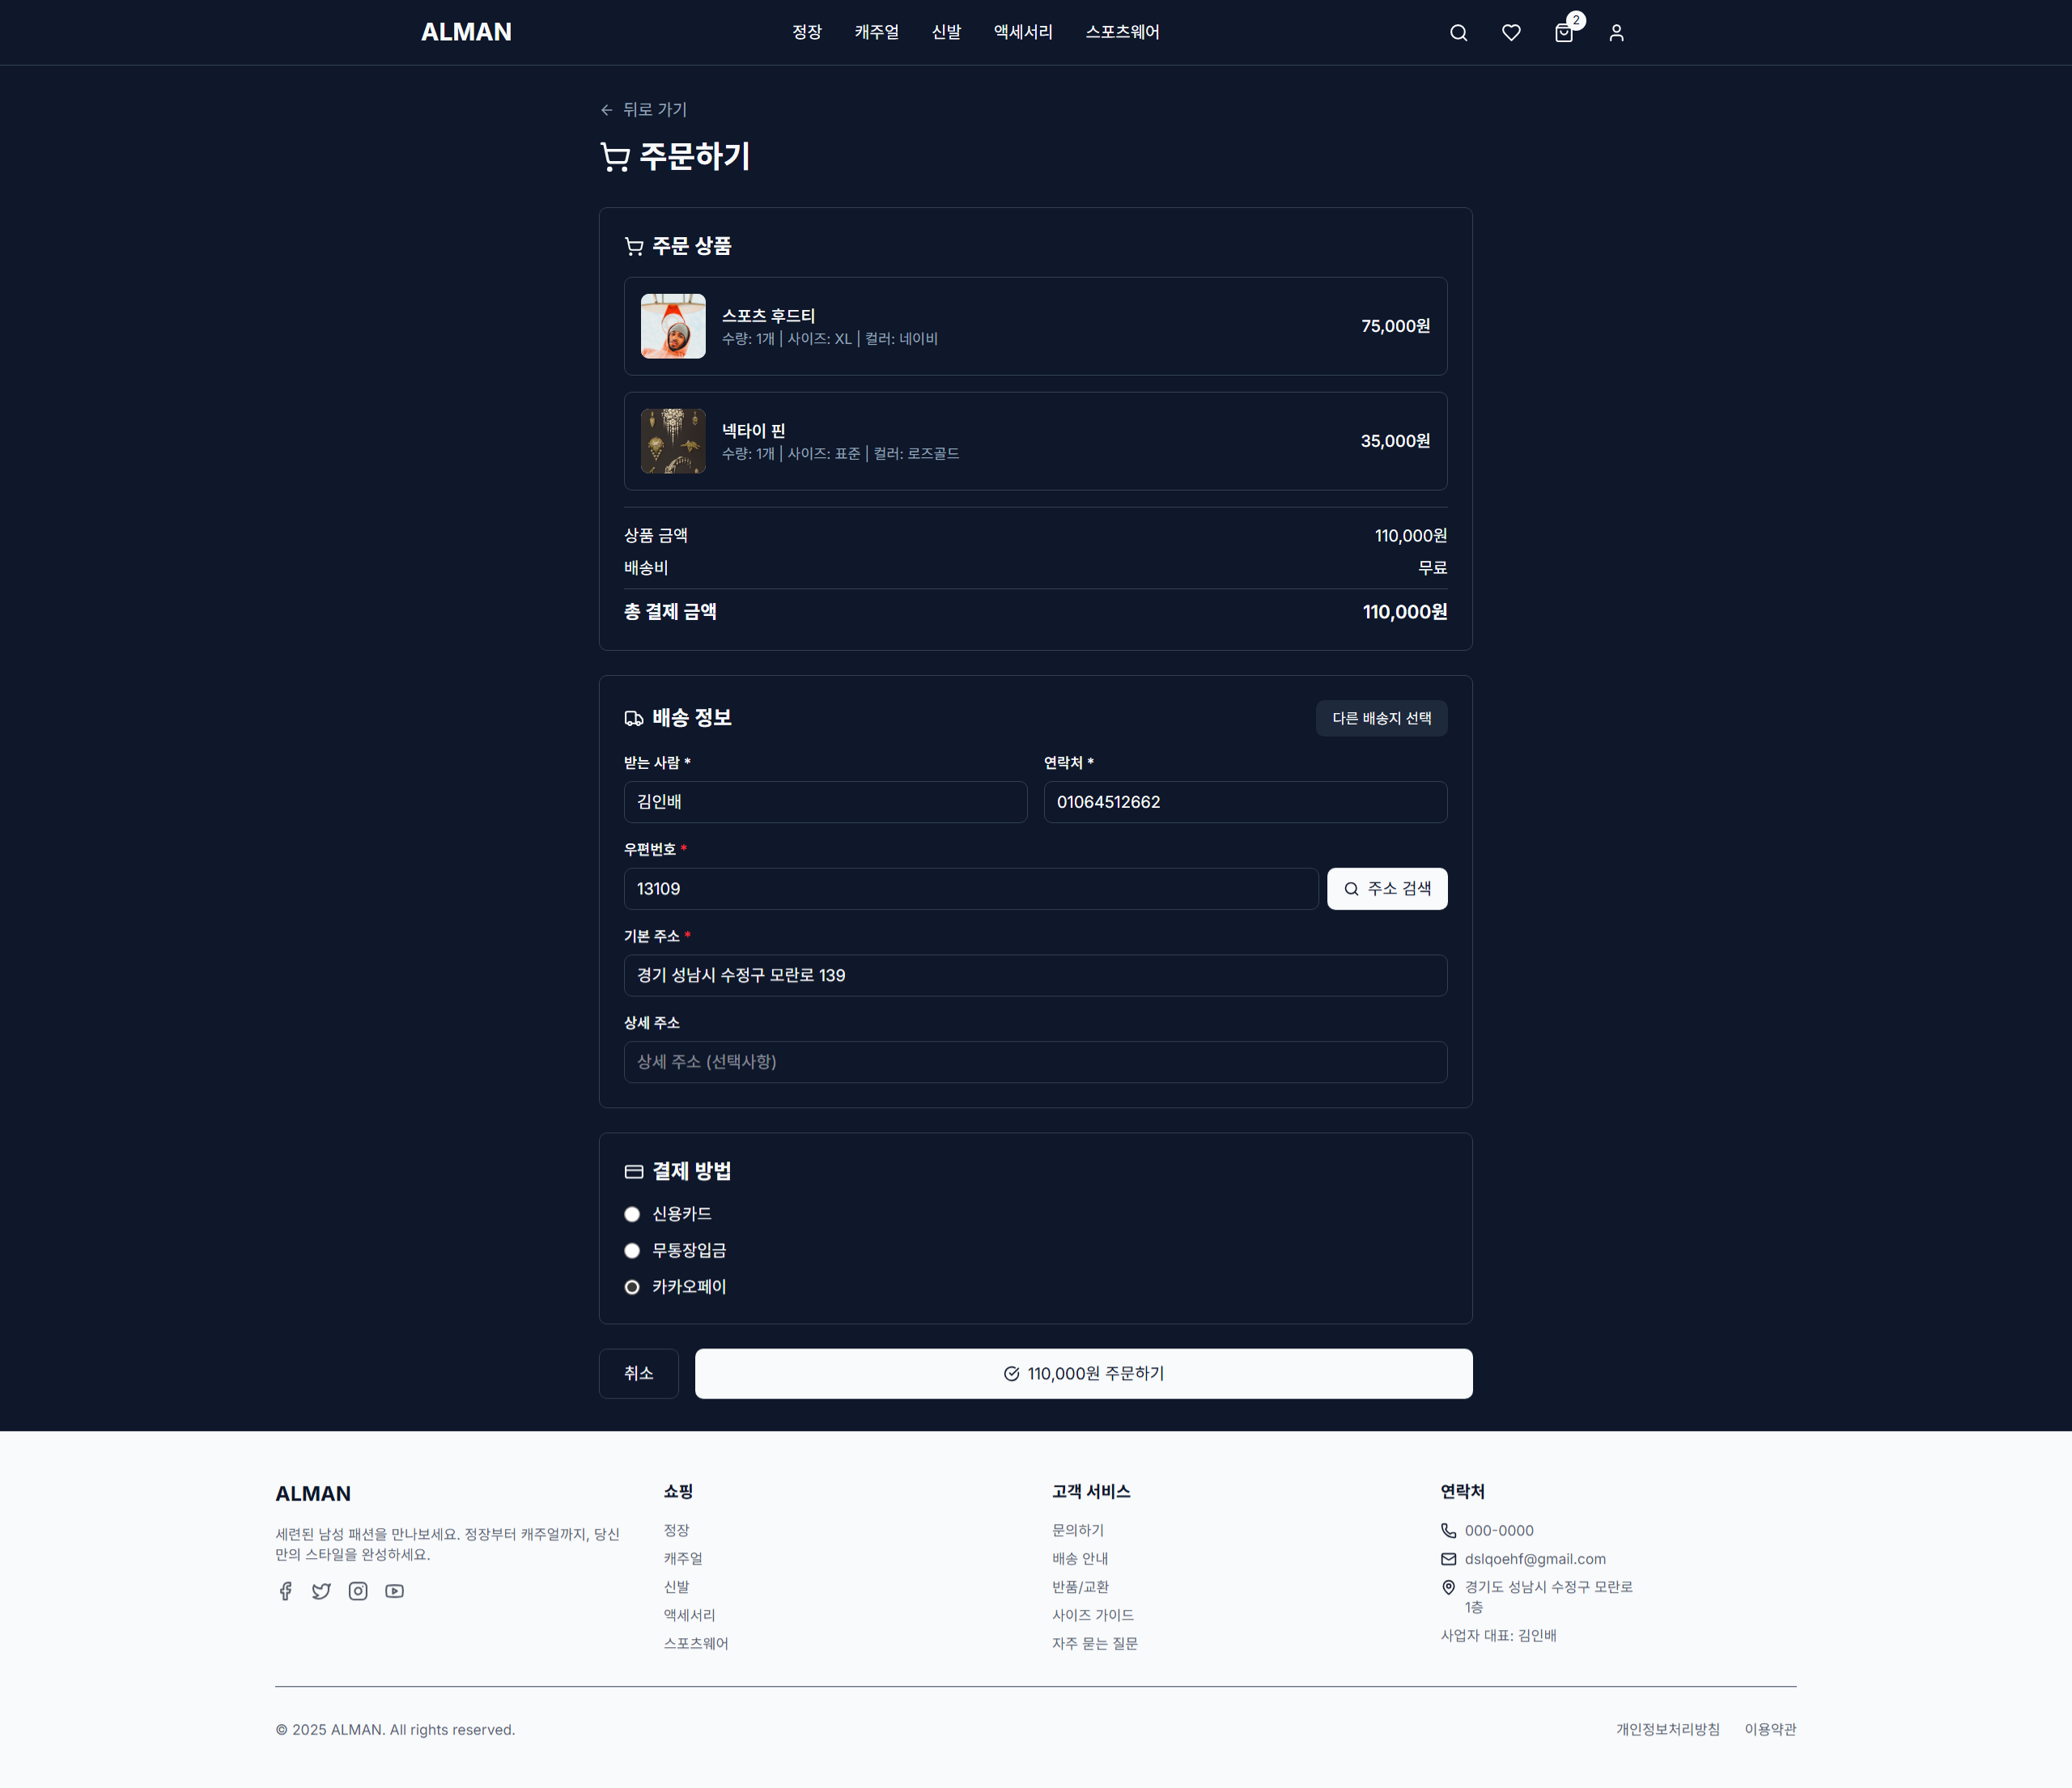 ALMAN
정장 캐주얼 신발 액세서리 스포츠웨어
2
뒤로 가기
주문하기
주문 상품
스포츠 후드티
수량: 1개 | 사이즈: XL | 컬러: 네이비
75,000원
넥타이 핀
수량: 1개 | 사이즈: 표준 | 컬러: 로즈골드
35,000원
상품 금액 110,000원
배송비 무료
총 결제 금액 110,000원
배송 정보
다른 배송지 선택
받는 사람 * 연락처 *
김인배 01064512662
우편번호 *
13109 주소 검색
기본 주소 *
경기 성남시 수정구 모란로 139
상세 주소
상세 주소 (선택사항)
결제 방법
신용카드
무통장입금
카카오페이
취소 110,000원 주문하기
ALMAN
세련된 남성 패션을 만나보세요. 정장부터 캐주얼까지, 당신
만의 스타일을 완성하세요.
쇼핑
정장
캐주얼
신발
액세서리
스포츠웨어
고객 서비스
문의하기
배송 안내
반품/교환
사이즈 가이드
자주 묻는 질문
연락처
000-0000
dslqoehf@gmail.com
경기도 성남시 수정구 모란로
1층
사업자 대표: 김인배
© 2025 ALMAN. All rights reserved.
개인정보처리방침 이용약관